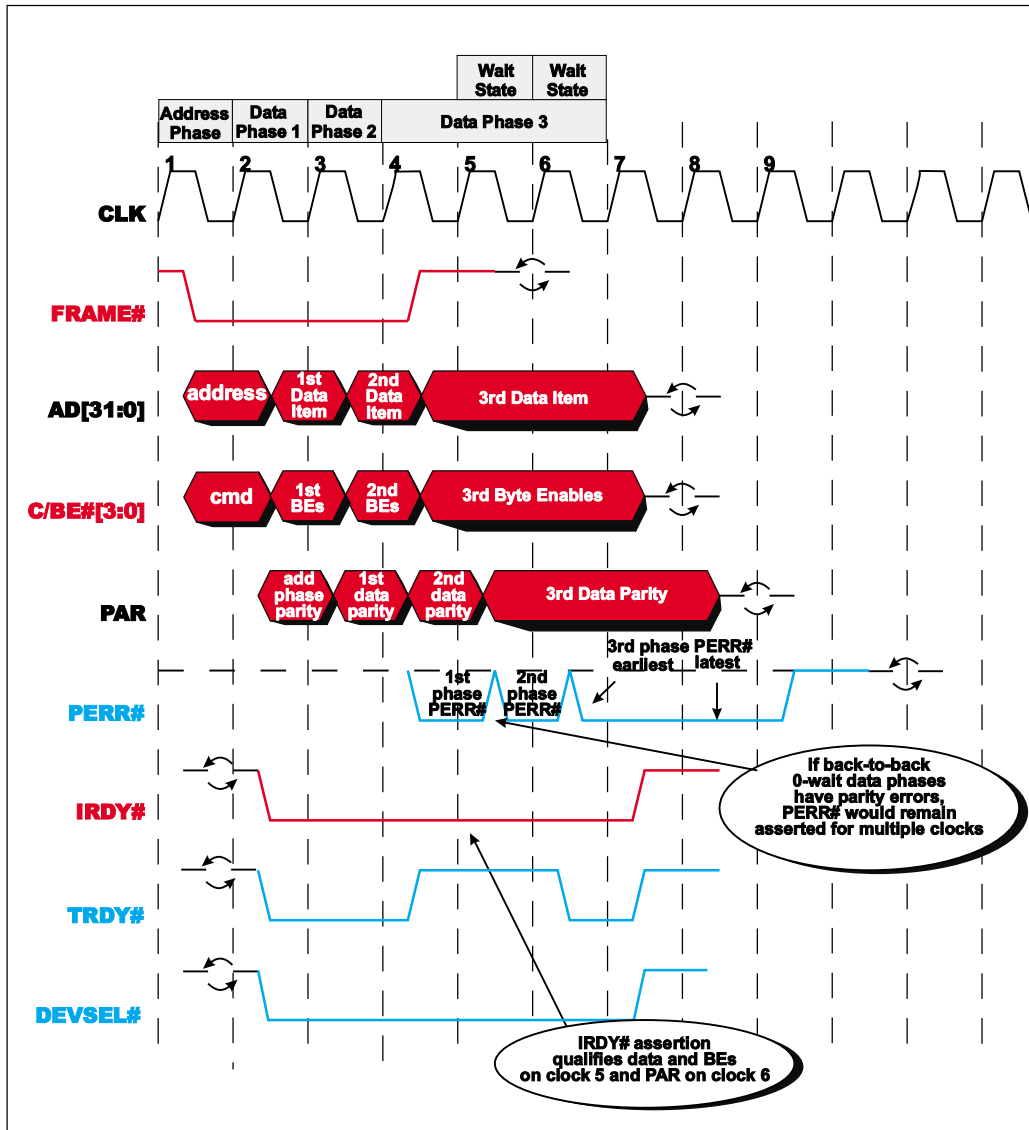 Wait
State
Wait
State
Address
Phase
Data
Phase 1
Data
Phase 2
Data Phase 3
1 2 3 4 5 6 7 8 9
CLK
FRAME#
AD[31:0]
address
1st
Data
Item
2nd
Data
Item
3rd Data Item
C/BE#[3:0]
cmd
1st
BEs
2nd
BEs
3rd Byte Enables
PAR
add
phase
parity
1st
data
parity
2nd
data
parity
3rd Data Parity
3rd phase PERR#
earliest latest
PERR#
1st
phase
PERR#
2nd
phase
PERR#
If back-to-back
0-wait data phases
have parity errors,
PERR# would remain
asserted for multiple clocks
IRDY#
TRDY#
DEVSEL#
IRDY# assertion
qualifies data and BEs
on clock 5 and PAR on clock 6